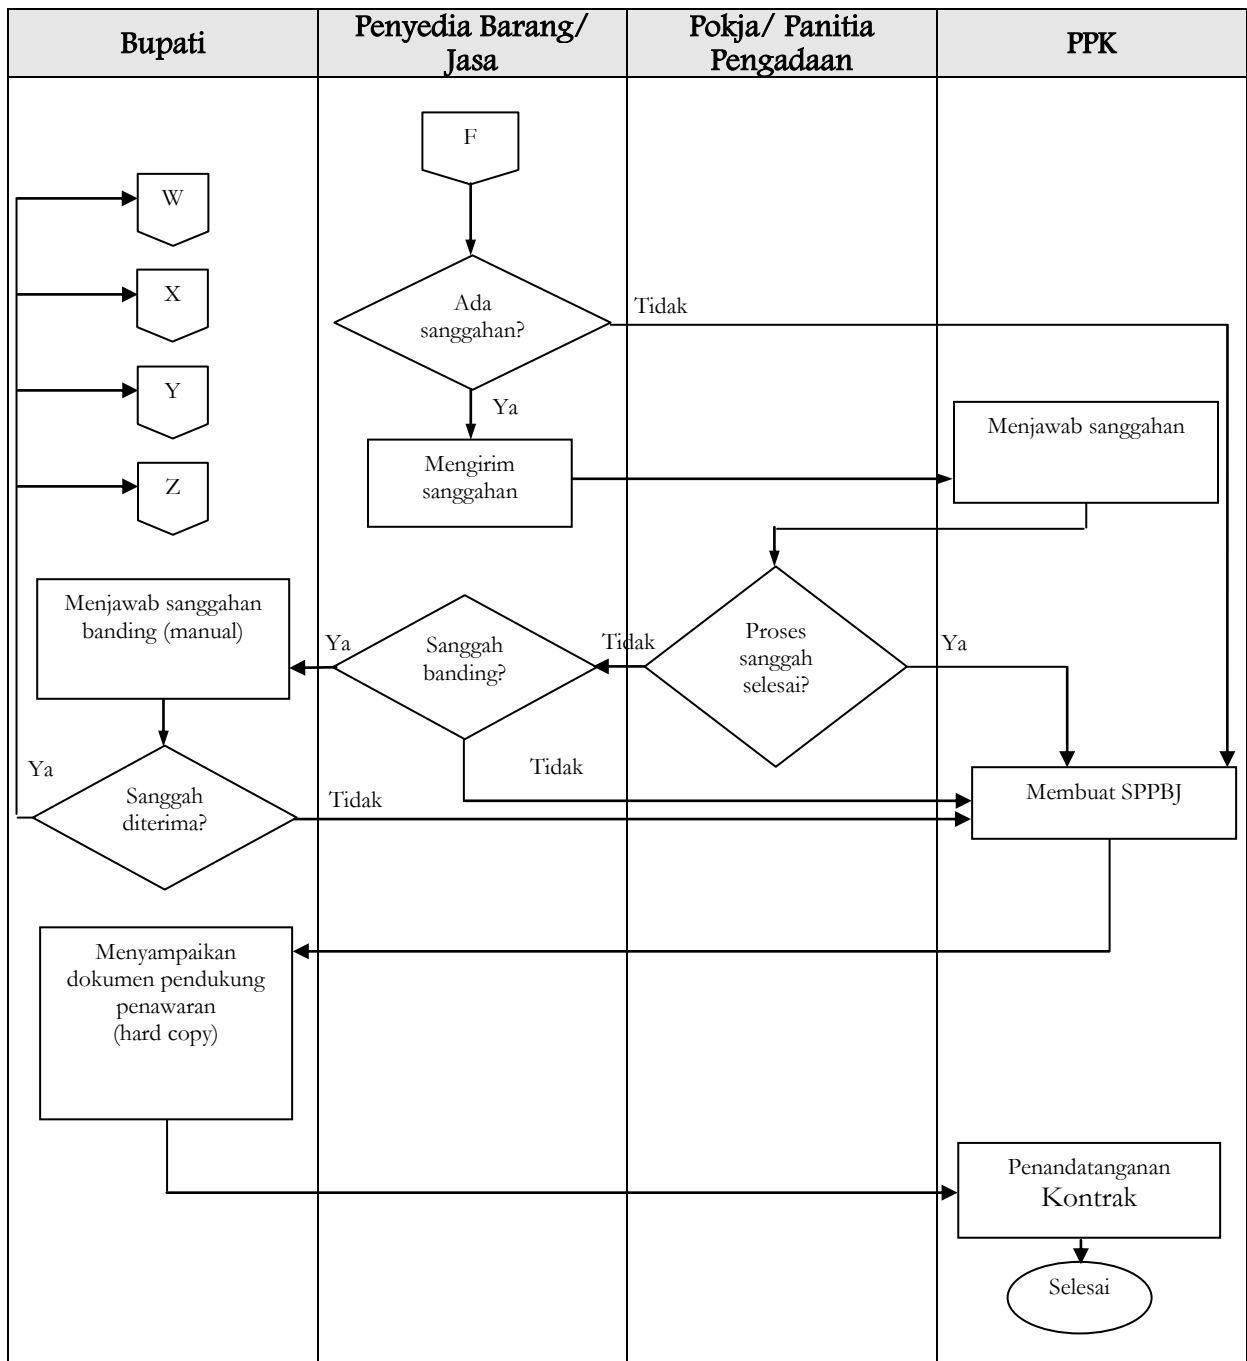 Bupati
Penyedia Barang/
Jasa
Pokja/ Panitia
Pengadaan
PPK
F
W
X
Y
Z
Ada
sanggahan?
Tidak
Ya
Mengirim
sanggahan
Menjawab sanggahan
Menjawab sanggahan
banding (manual)
Ya
Sanggah
banding?
Tidak
Proses
sanggah
selesai?
Ya
Tidak
Ya
Sanggah
diterima?
Tidak
Membuat SPPBJ
Menyampaikan
dokumen pendukung
penawaran
(hard copy)
Penandatanganan
Kontrak
Selesai